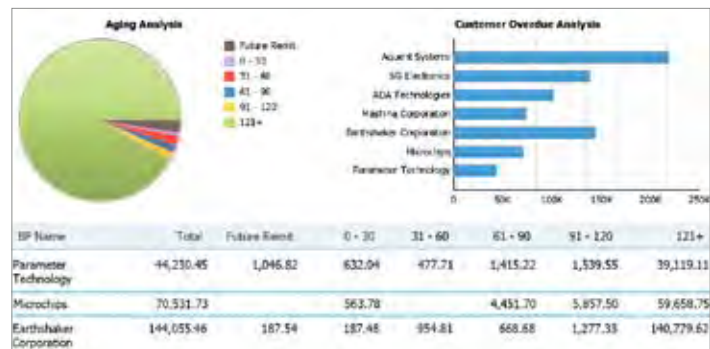 Aging Analysis
Future Remit
0 - 30
31 - 60
61 - 90
91 - 120
121+
Customer Overdue Analysis
Aquent Systems
SG Electronics
ADA Technologies
Mashina Corporation
Earthshaker Corporation
Microchips
Parameter Technology
0 50K 100K 150K 200K 250K
BP Name Total Future Remit 0 - 30 31 - 60 61 - 90 91 - 120 121+
Parameter Technology 44,230.45 1,046.82 632.04 477.71 1,415.22 1,539.55 39,119.11
Microchips 70,531.73 563.78 4,451.70 5,857.50 59,658.75
Earthshaker Corporation 144,055.46 187.54 187.48 954.81 668.68 1,277.33 140,779.62